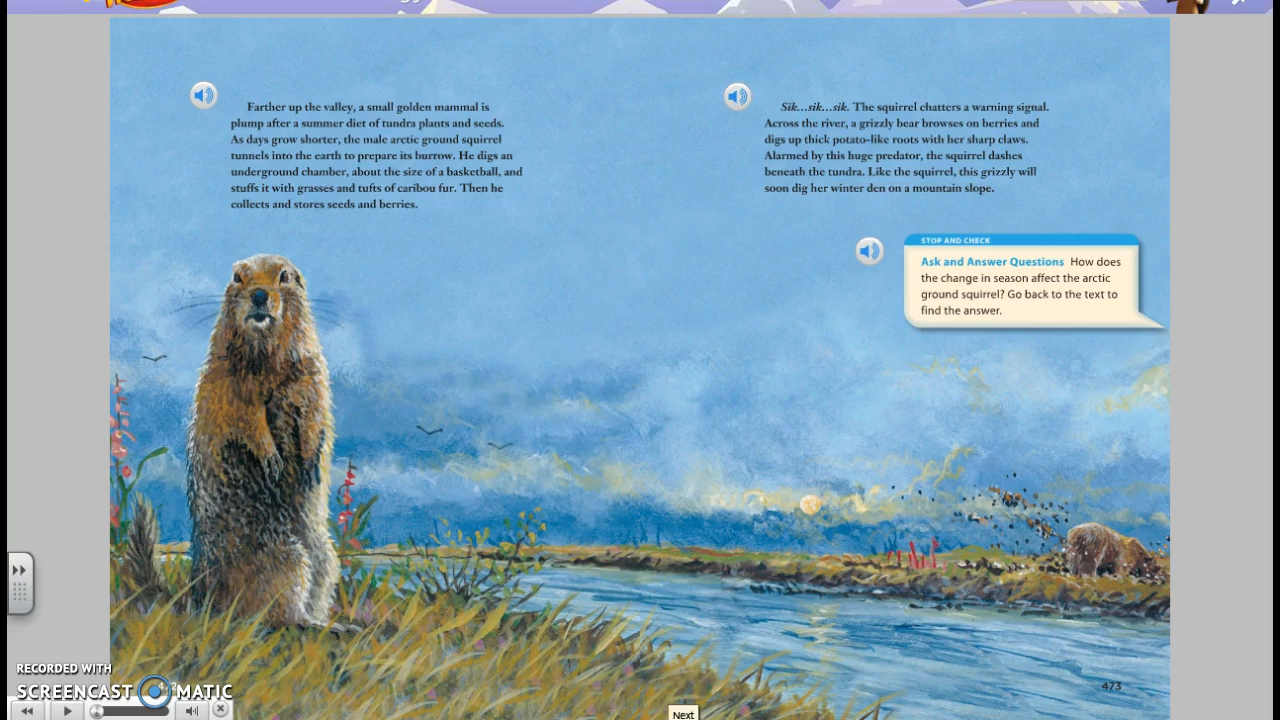 Farther up the valley, a small golden mammal is
plump after a summer diet of tundra plants and seeds.
As days grow shorter, the male arctic ground squirrel
tunnels into the earth to prepare its burrow. He digs an
underground chamber, about the size of a basketball, and
stuffs it with grasses and tufts of caribou fur. Then he
collects and stores seeds and berries.
Sik...sik...sik. The squirrel chatters a warning signal.
Across the river, a grizzly bear browses on berries and
digs up thick potato-like roots with her sharp claws.
Alarmed by this huge predator, the squirrel dashes
beneath the tundra. Like the squirrel, this grizzly will
soon dig her winter den on a mountain slope.
STOP AND CHECK
Ask and Answer Questions How does
the change in season affect the arctic
ground squirrel? Go back to the text to
find the answer.
473
RECORDED WITH
SCREENCAST MATIC
Next